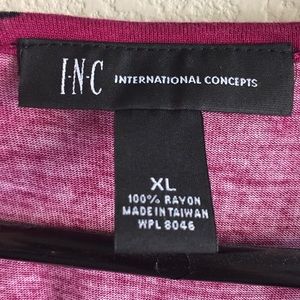 I·N·C INTERNATIONAL CONCEPTS
XL
100% RAYON
MADE IN TAIWAN
WPL 8046